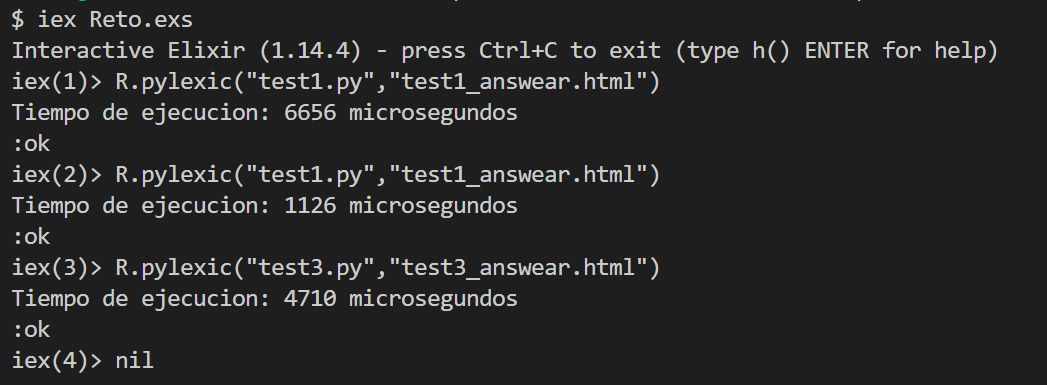 $ iex Reto.exs
Interactive Elixir (1.14.4) - press Ctrl+C to exit (type h() ENTER for help)
iex(1)> R.pylexic("test1.py","test1_answear.html")
Tiempo de ejecucion: 6656 microsegundos
:ok
iex(2)> R.pylexic("test1.py","test1_answear.html")
Tiempo de ejecucion: 1126 microsegundos
:ok
iex(3)> R.pylexic("test3.py","test3_answear.html")
Tiempo de ejecucion: 4710 microsegundos
:ok
iex(4)> nil